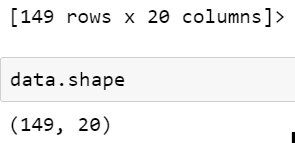 [149 rows x 20 columns]>
data.shape
(149, 20)